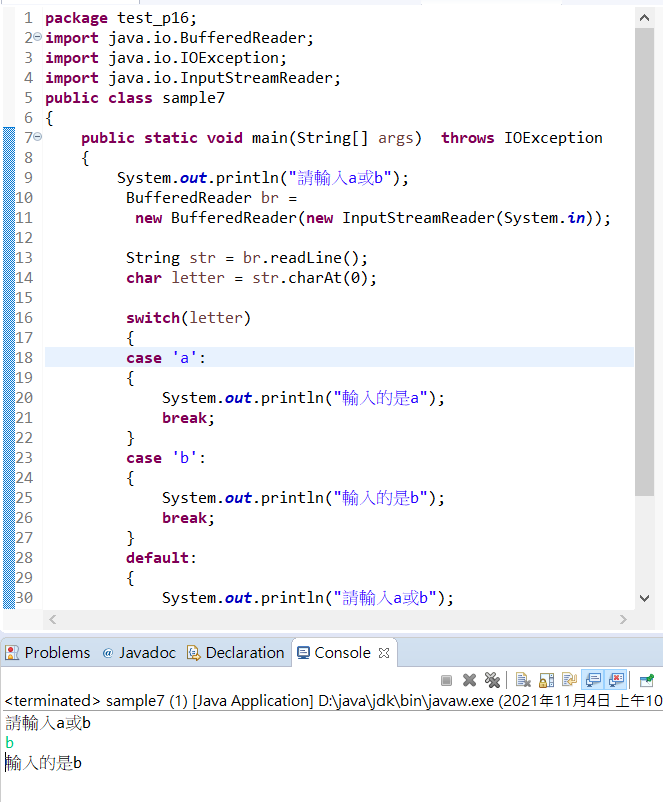 1 package test_p16;
2 import java.io.BufferedReader;
3 import java.io.IOException;
4 import java.io.InputStreamReader;
5 public class sample7
6 {
7 public static void main(String[] args)  throws IOException
8 {
9 System.out.println("請輸入a或b");
10 BufferedReader br =
11 new BufferedReader(new InputStreamReader(System.in));
12
13 String str = br.readLine();
14 char letter = str.charAt(0);
15
16 switch(letter)
17 {
18 case 'a':
19 {
20 System.out.println("輸入的是a");
21 break;
22 }
23 case 'b':
24 {
25 System.out.println("輸入的是b");
26 break;
27 }
28 default:
29 {
30 System.out.println("請輸入a或b");
Problems @ Javadoc Declaration Console
<terminated> sample7 (1) [Java Application] D:\java\jdk\bin\javaw.exe (2021年11月4日 上午10
請輸入a或b
b
輸入的是b